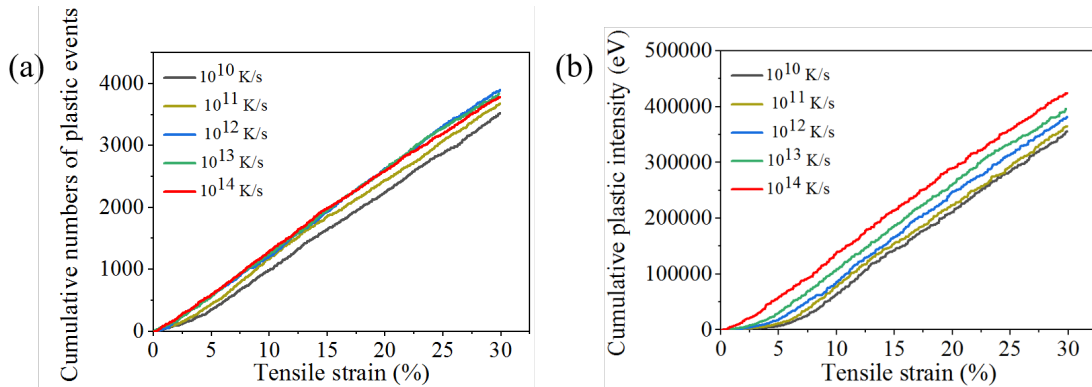 (a)
Cumulative numbers of plastic events
4000
3000
2000
1000
0
10^10 K/s
10^11 K/s
10^12 K/s
10^13 K/s
10^14 K/s
0 5 10 15 20 25 30
Tensile strain (%)
(b)
Cumulative plastic intensity (eV)
500000
400000
300000
200000
100000
0
10^10 K/s
10^11 K/s
10^12 K/s
10^13 K/s
10^14 K/s
0 5 10 15 20 25 30
Tensile strain (%)